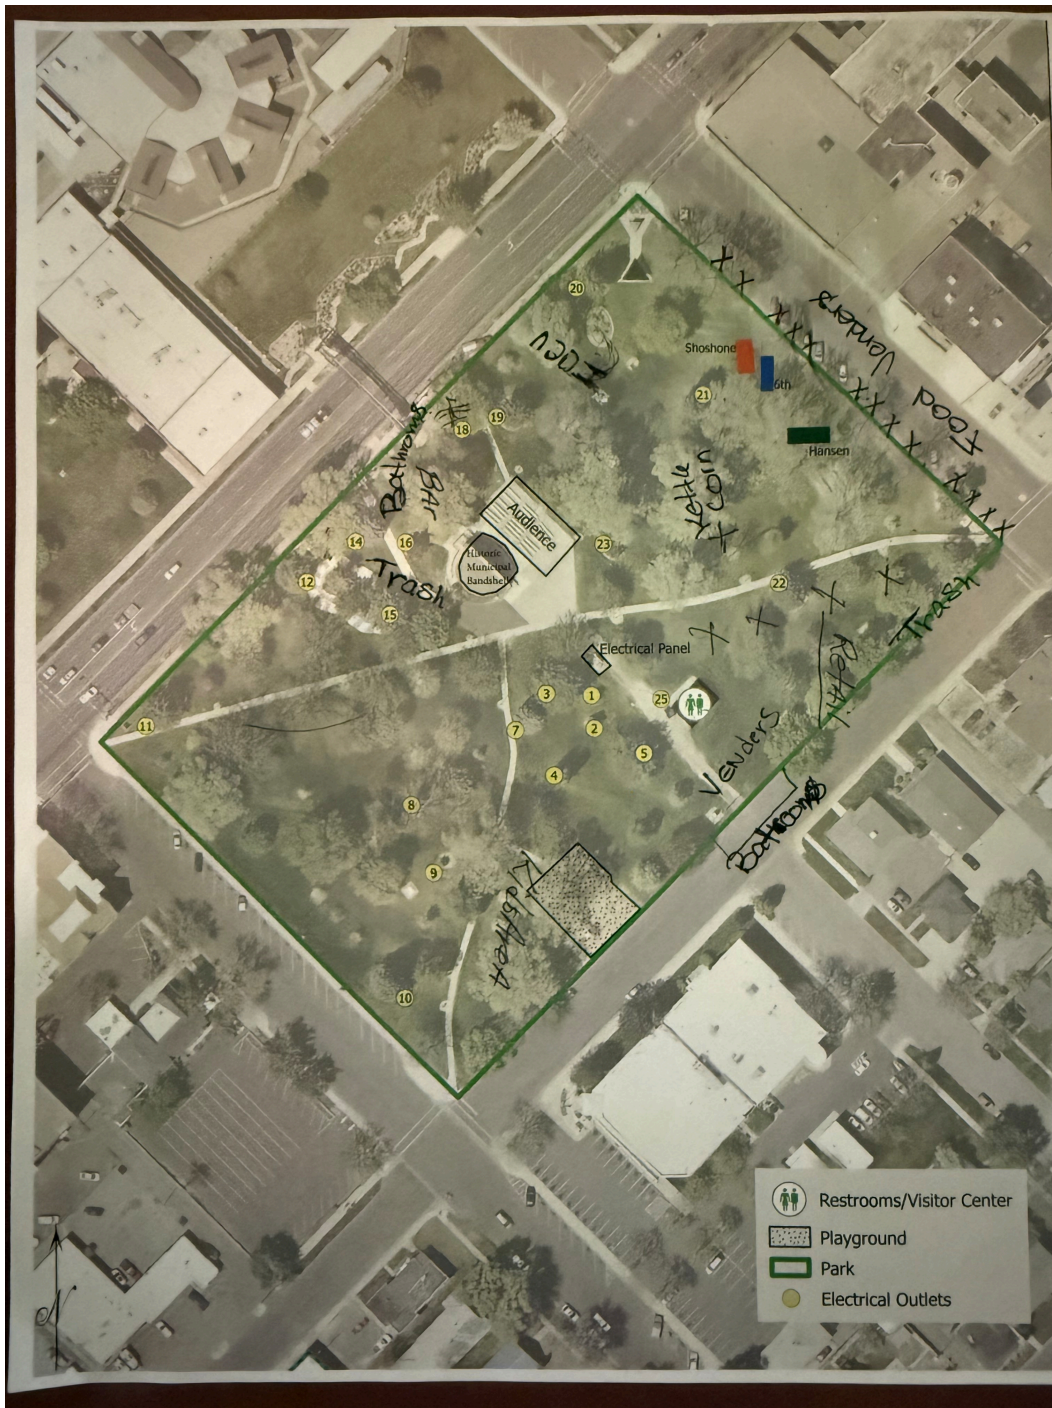 20
Venders
Shoshone
6th
21
Food
19
18
Hansen
Bathrooms
BAr
Kettle
Corn
Audience
14
16
23
Historic
Municipal
Bandshell
Trash
12
15
22
Trash
Electrical Panel
Retail
3
1
25
11
7
2
Venders
5
4
Bathrooms
8
9
Kids Area
10
N
Restrooms/Visitor Center
Playground
Park
Electrical Outlets